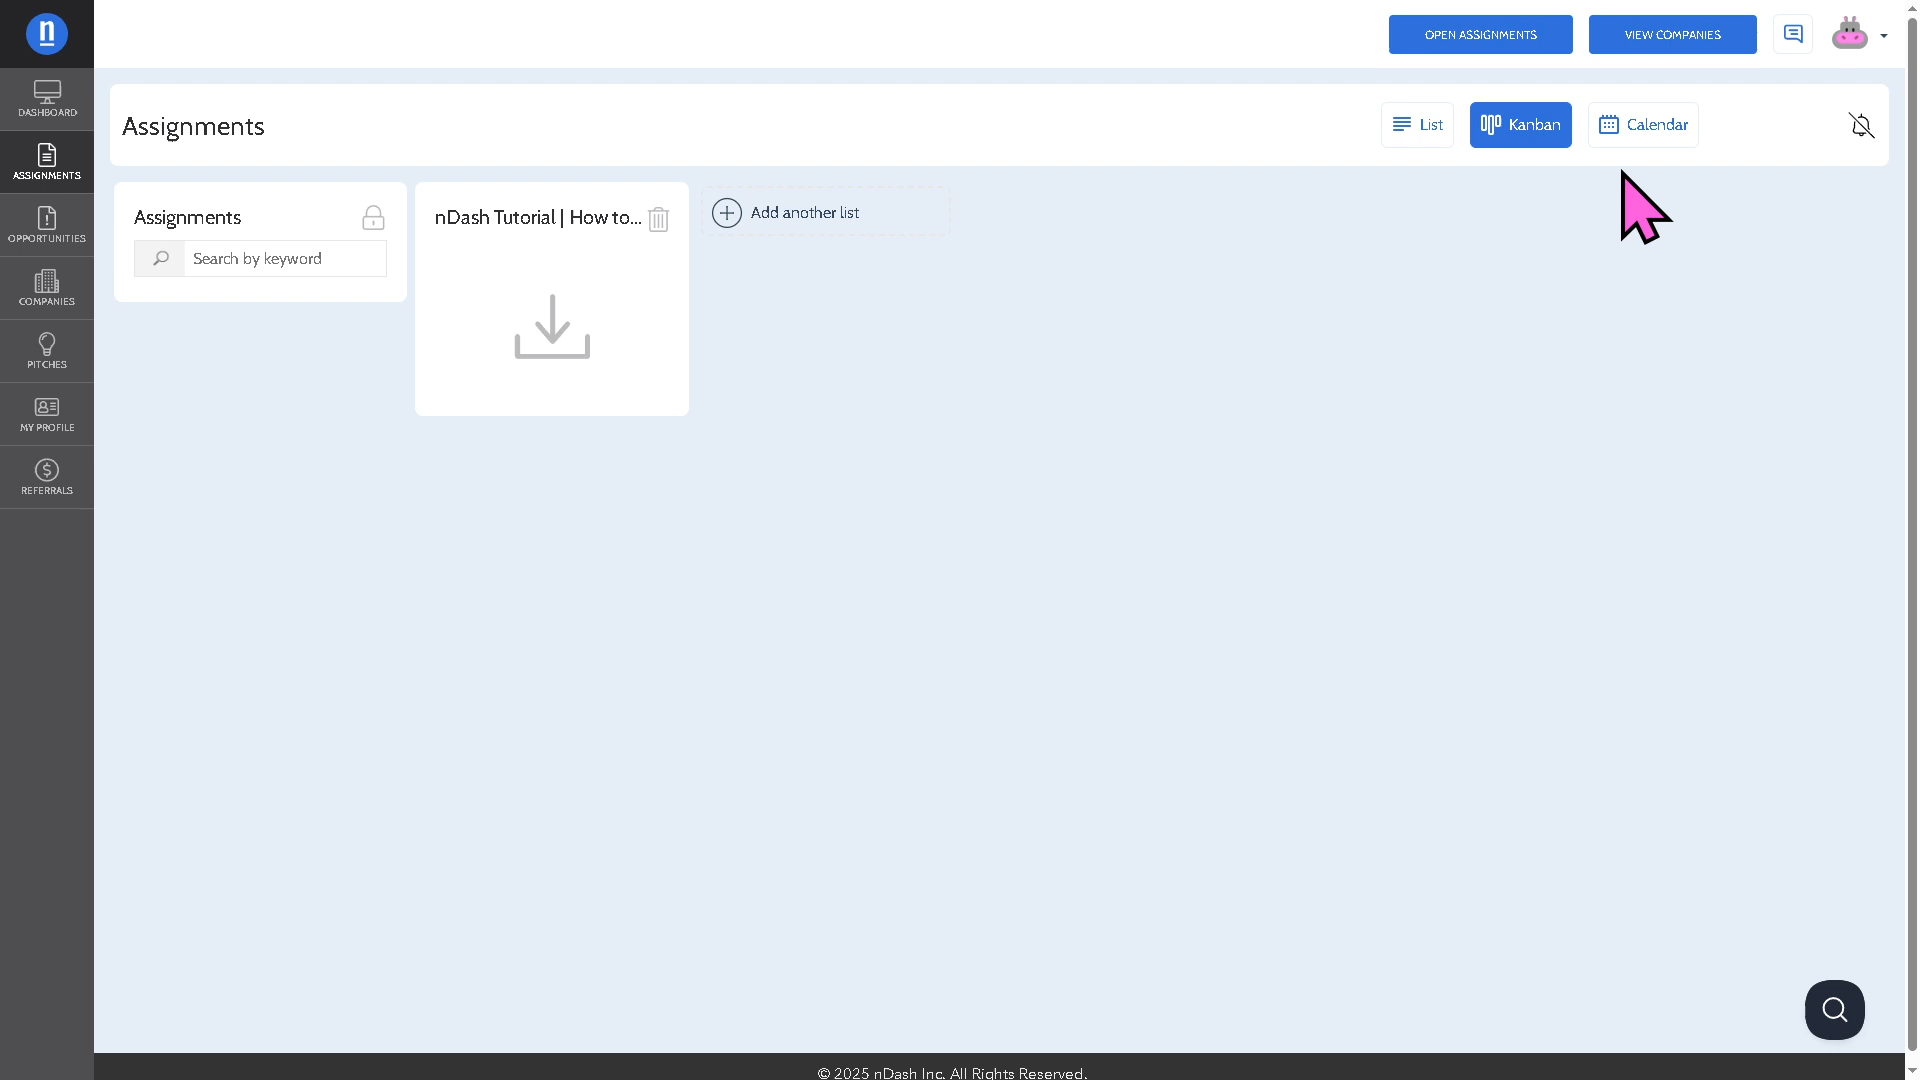 n
OPEN ASSIGNMENTS
VIEW COMPANIES
DASHBOARD
ASSIGNMENTS
OPPORTUNITIES
COMPANIES
PITCHES
MY PROFILE
REFERRALS
Assignments
List
Kanban
Calendar
Assignments
Search by keyword
nDash Tutorial | How to...
Add another list
© 2025 nDash Inc. All Rights Reserved.